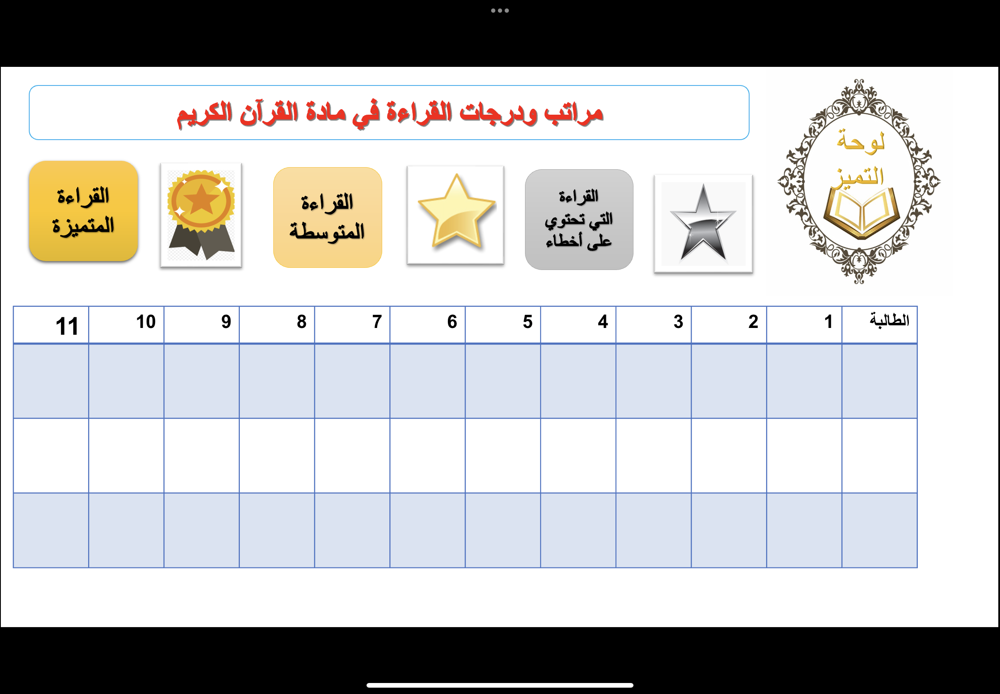 مراتب ودرجات القراءة في مادة القرآن الكريم
لوحة
التميز
القراءة
التي تحتوي
على أخطاء
القراءة
المتوسطة
القراءة
المتميزة
الطالبة 1 2 3 4 5 6 7 8 9 10 11